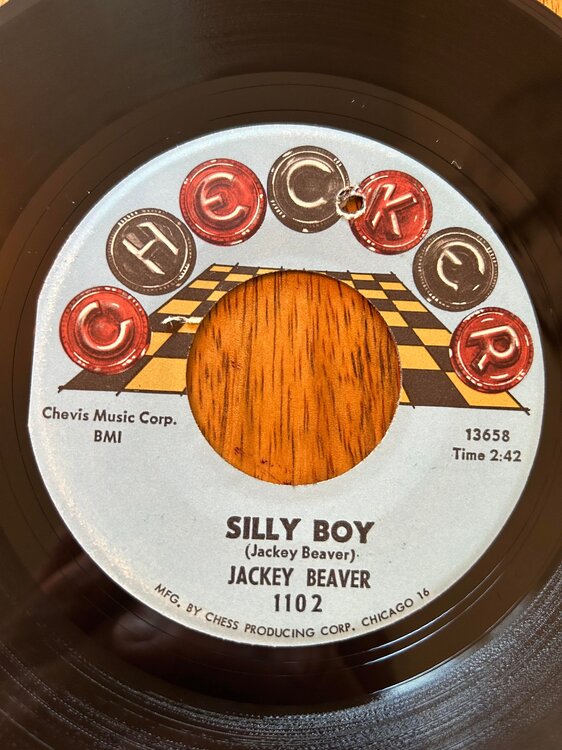 CHECKER
Chevis Music Corp.
BMI
13658
Time 2:42
SILLY BOY
(Jackey Beaver)
JACKEY BEAVER
1102
MFG. BY CHESS PRODUCING CORP. CHICAGO 16